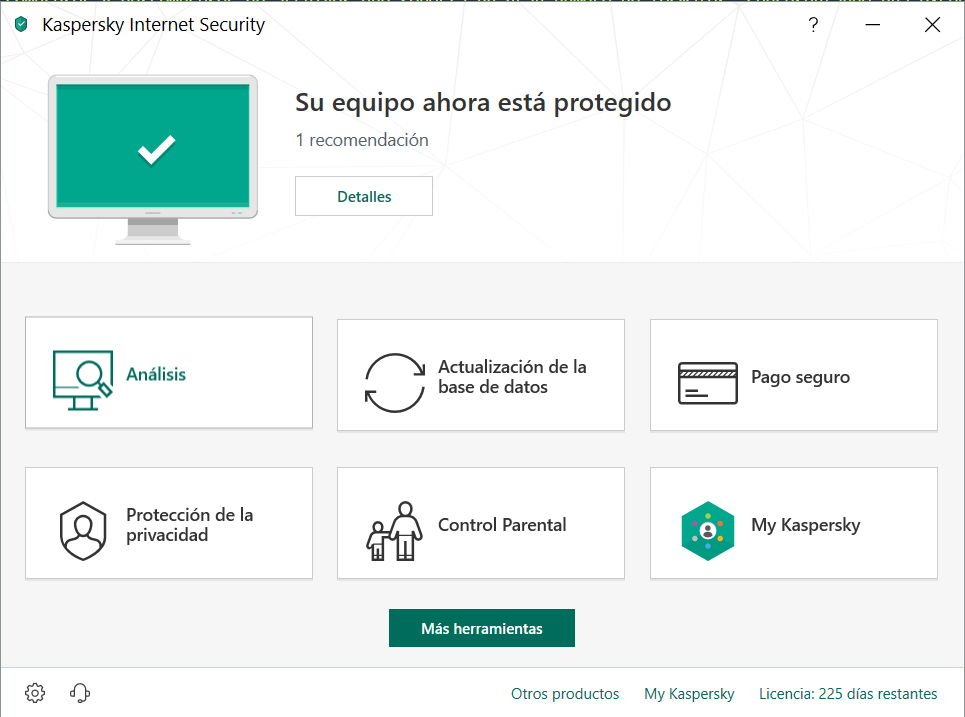 Kaspersky Internet Security
?
Su equipo ahora está protegido
1 recomendación
Detalles
Análisis
Actualización de la
base de datos
Pago seguro
Protección de la
privacidad
Control Parental
My Kaspersky
Más herramientas
Otros productos
My Kaspersky
Licencia: 225 días restantes